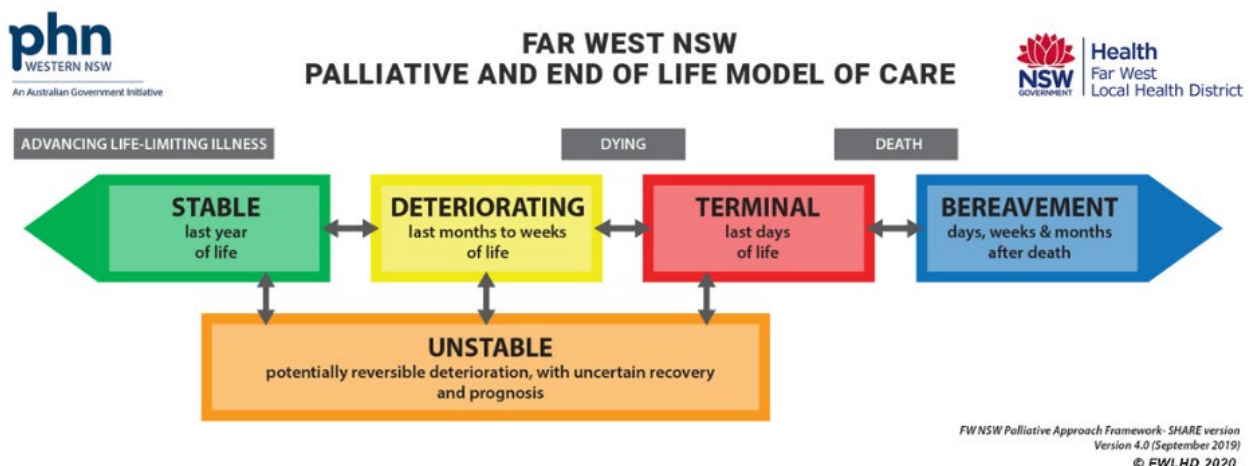 phn
WESTERN NSW
An Australian Government Initiative
FAR WEST NSW
PALLIATIVE AND END OF LIFE MODEL OF CARE
NSW
GOVERNMENT
Health
Far West
Local Health District
ADVANCING LIFE-LIMITING ILLNESS
DYING
DEATH
STABLE
last year
of life
DETERIORATING
last months to weeks
of life
TERMINAL
last days
of life
BEREAVEMENT
days, weeks & months
after death
UNSTABLE
potentially reversible deterioration, with uncertain recovery
and prognosis
FW NSW Palliative Approach Framework- SHARE version
Version 4.0 (September 2019)
© FWLHD 2020